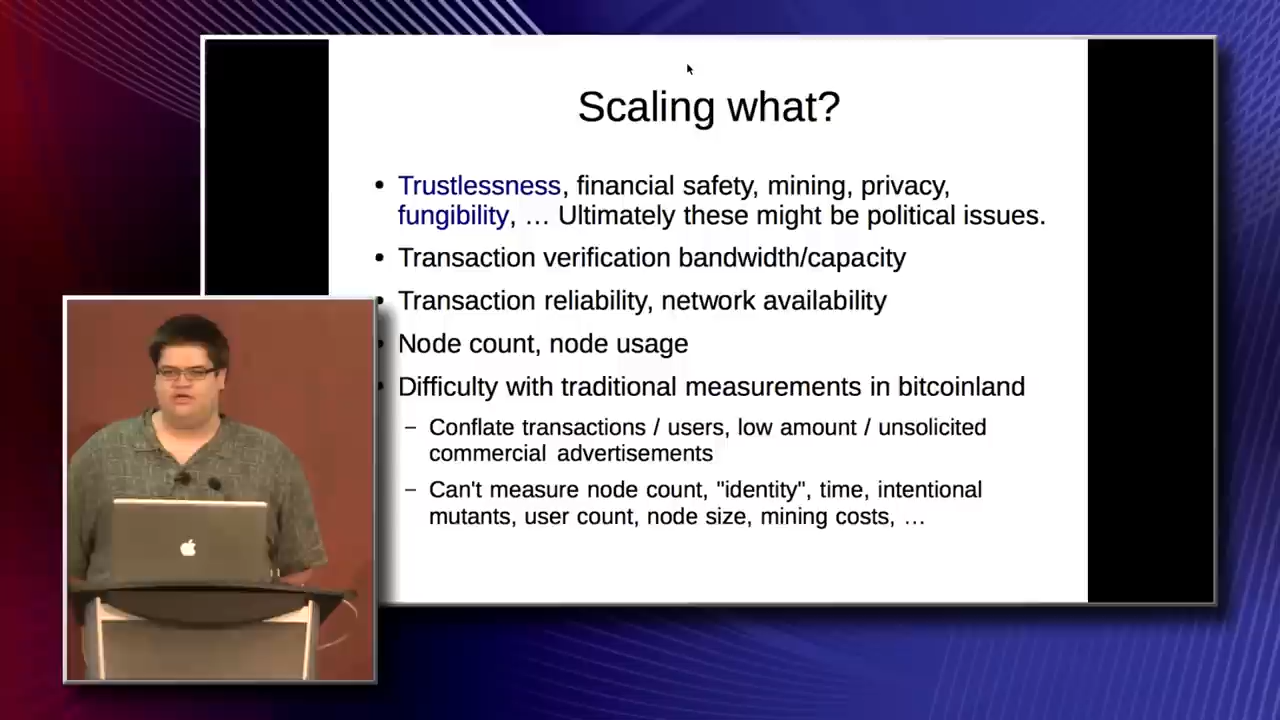 Scaling what?
Trustlessness, financial safety, mining, privacy,
fungibility, … Ultimately these might be political issues.
Transaction verification bandwidth/capacity
Transaction reliability, network availability
Node count, node usage
Difficulty with traditional measurements in bitcoinland
– Conflate transactions / users, low amount / unsolicited
commercial advertisements
– Can't measure node count, "identity", time, intentional
mutants, user count, node size, mining costs, …